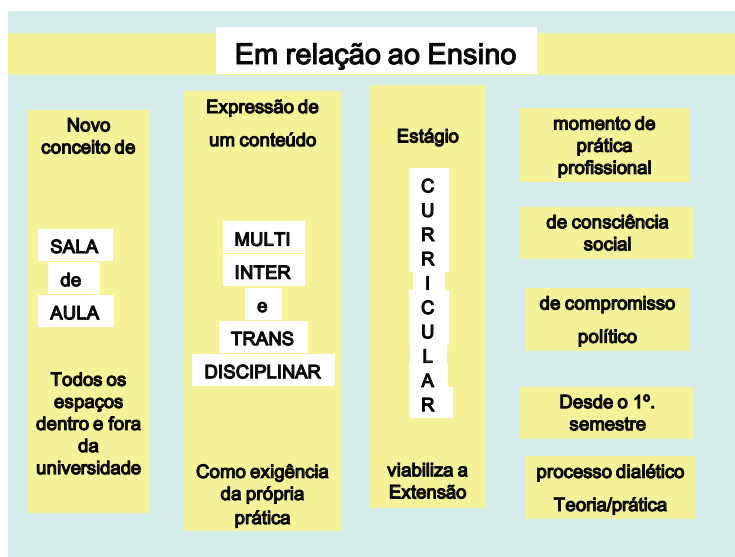 Em relação ao Ensino
Novo
conceito de
SALA
de
AULA
Todos os
espaços
dentro e fora
da
universidade
Expressão de
um conteúdo
MULTI
INTER
e
TRANS
DISCIPLINAR
Como exigência
da própria
prática
Estágio
C
U
R
R
I
C
U
L
A
R
viabiliza a
Extensão
momento de
prática
profissional
de consciência
social
de compromisso
político
Desde o 1º.
semestre
processo dialético
Teoria/prática